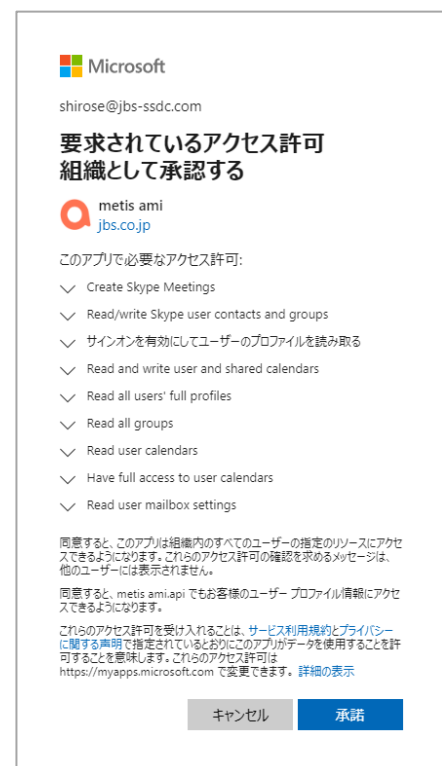 Microsoft
shirose@jbs-ssdc.com
要求されているアクセス許可
組織として承認する
metis ami
jbs.co.jp
このアプリで必要なアクセス許可:
Create Skype Meetings
Read/write Skype user contacts and groups
サインオンを有効にしてユーザーのプロファイルを読み取る
Read and write user and shared calendars
Read all users' full profiles
Read all groups
Read user calendars
Have full access to user calendars
Read user mailbox settings
同意すると、このアプリは組織内のすべてのユーザーの指定のリソースにアクセ
スできるようになります。これらのアクセス許可の確認を求めるメッセージは、
他のユーザーには表示されません。
同意すると、metis ami.api でもお客様のユーザー プロファイル情報にアクセ
スできるようになります。
これらのアクセス許可を受け入れることは、サービス利用規約とプライバシー
に関する声明で指定されているとおりにこのアプリがデータを使用することを許
可することを意味します。これらのアクセス許可は
https://myapps.microsoft.com で変更できます。詳細の表示
キャンセル
承諾